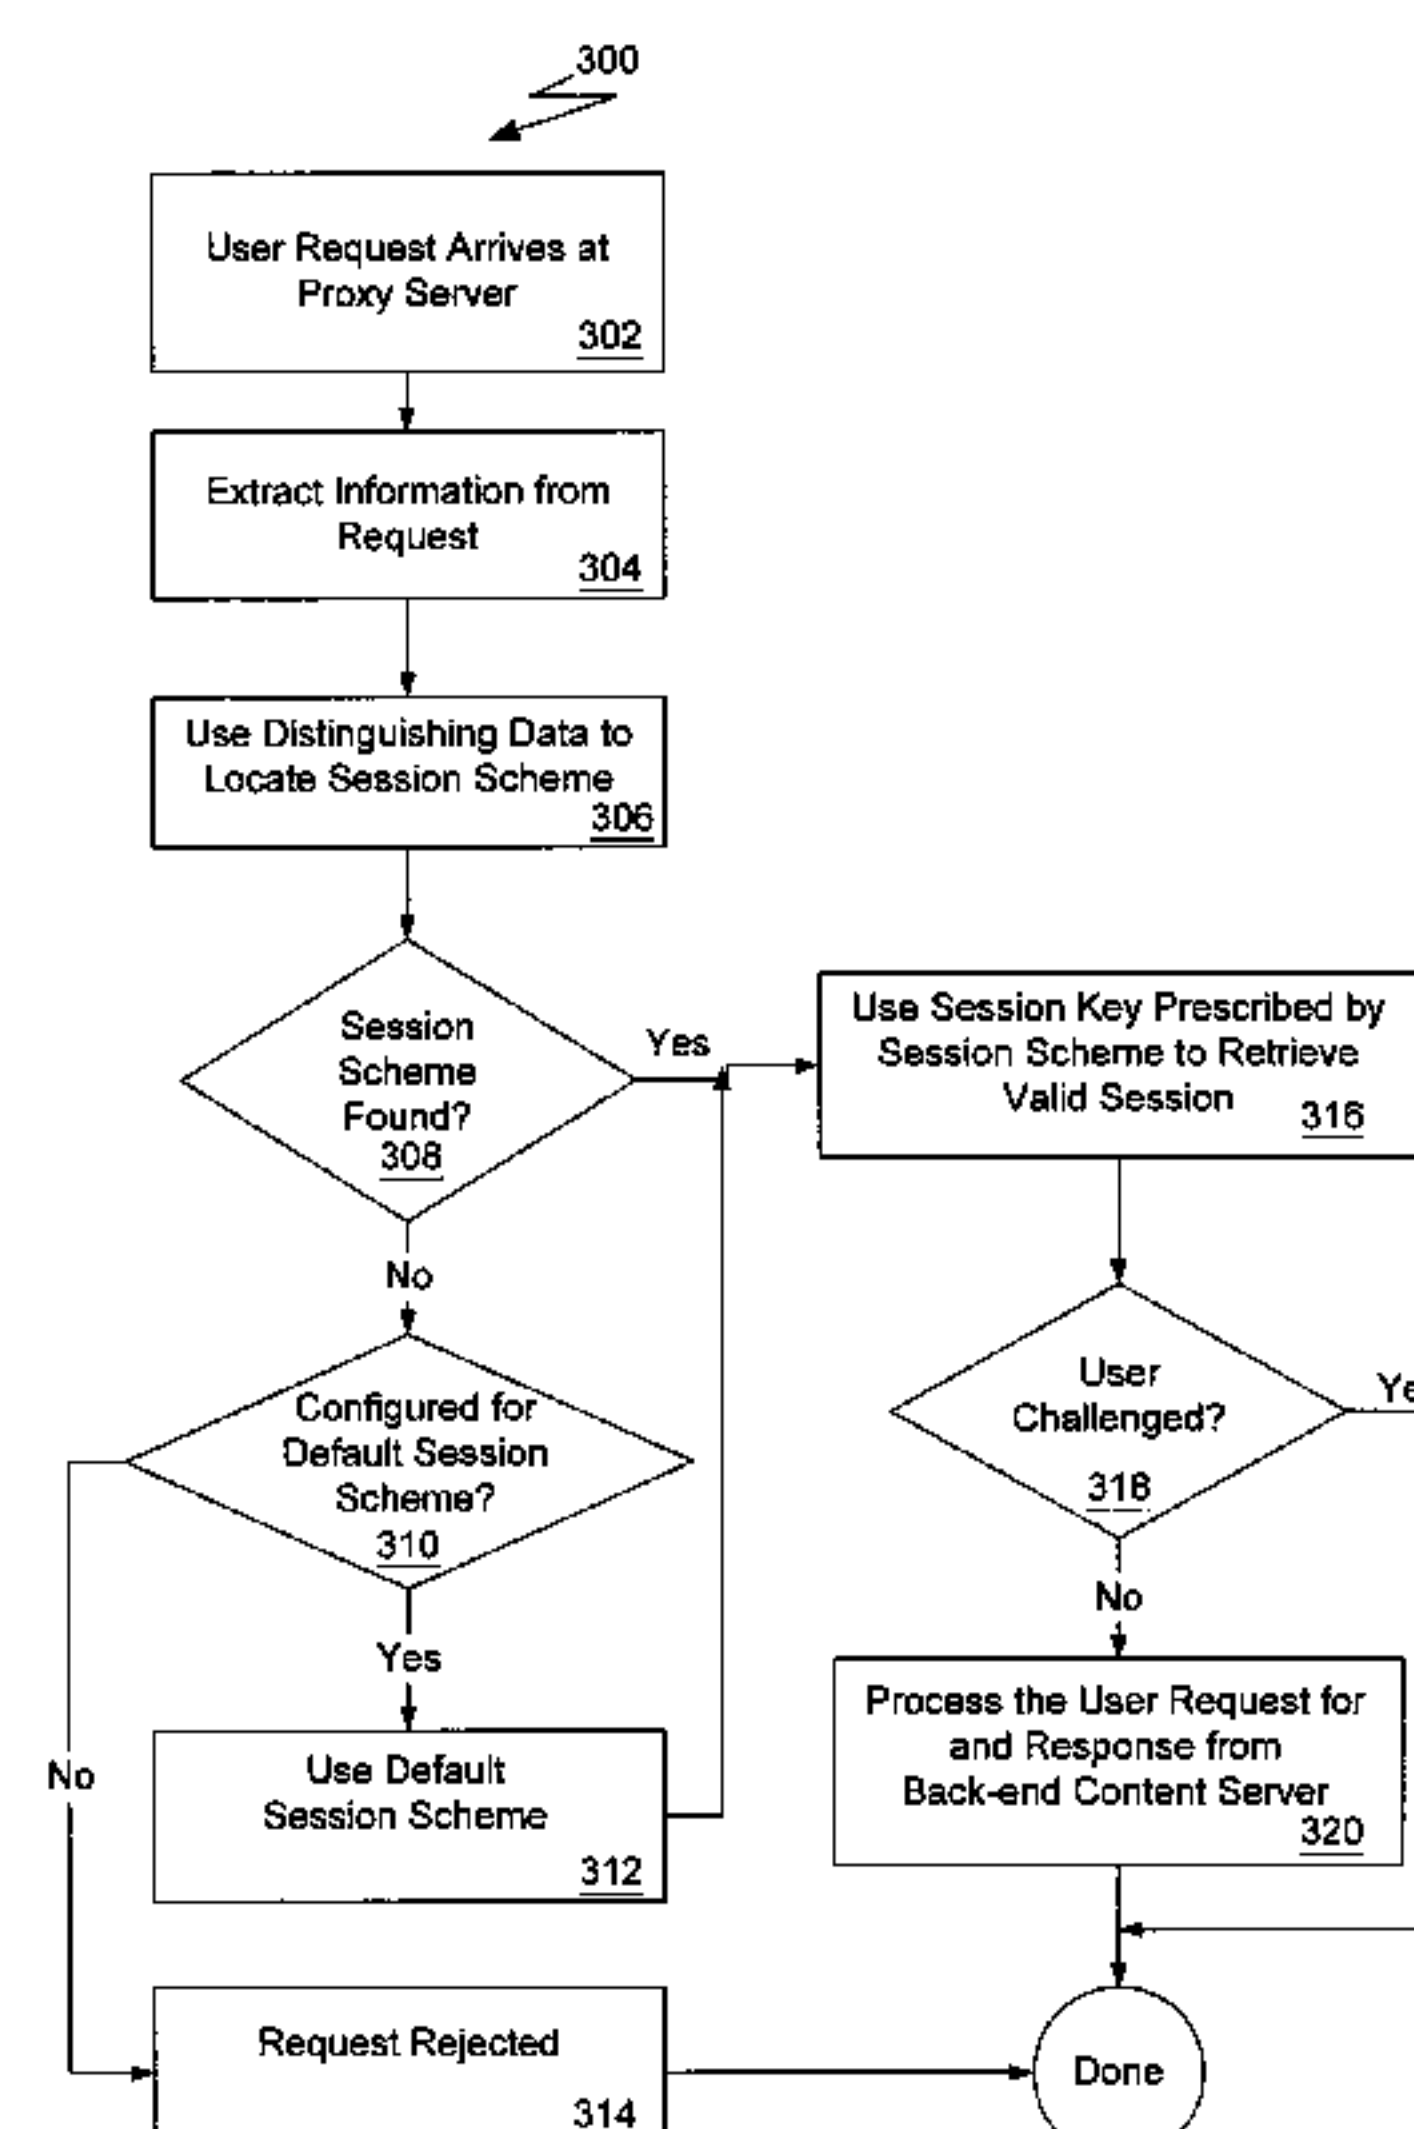 300
User Request Arrives at
Proxy Server
302
Extract Information from
Request
304
Use Distinguishing Data to
Locate Session Scheme
306
Session
Scheme
Found?
308
Yes
No
Configured for
Default Session
Scheme?
310
Yes
No
Use Default
Session Scheme
312
Request Rejected
314
Use Session Key Prescribed by
Session Scheme to Retrieve
Valid Session
316
User
Challenged?
318
Ye
No
Process the User Request for
and Response from
Back-end Content Server
320
Done